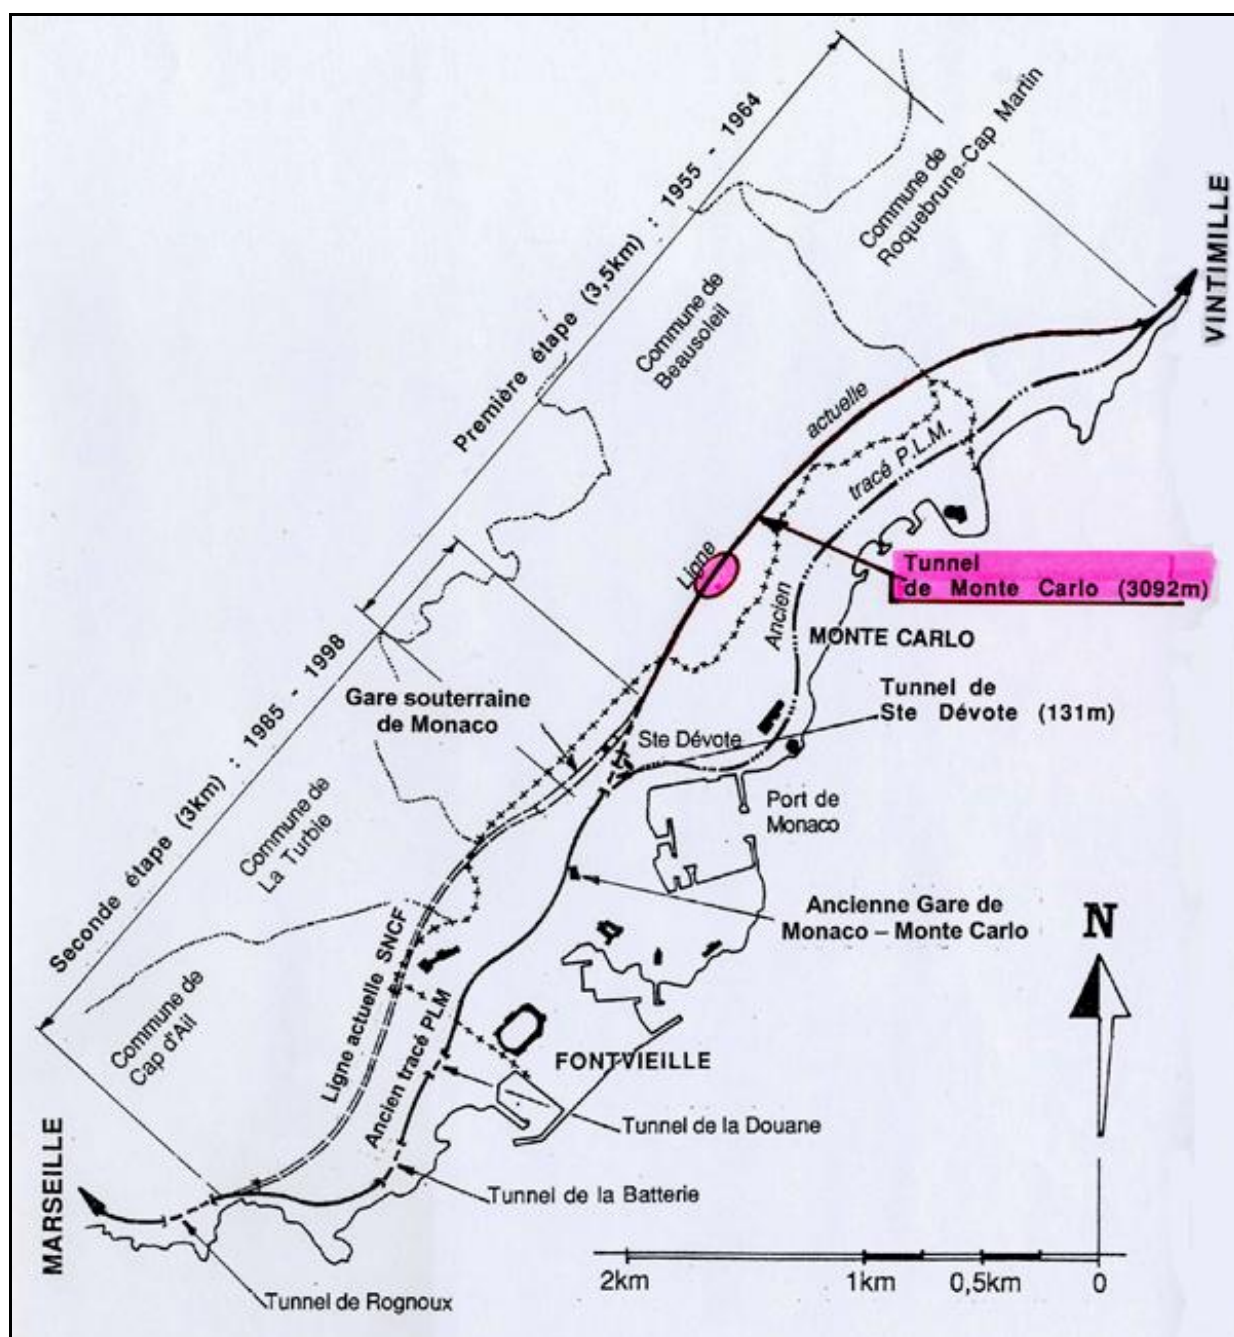 Première étape (3,5km) : 1955 - 1964
Seconde étape (3km) : 1985 - 1998
Commune de
Roquebrune-Cap Martin
VINTIMILLE
Commune de
Beausoleil
Ligne
actuelle
Ancien
tracé P.L.M.
Tunnel
de Monte Carlo (3092m)
MONTE CARLO
Gare souterraine
de Monaco
Tunnel de
Ste Dévote (131m)
Ste Dévote
Port de
Monaco
Commune de
La Turbie
Ancienne Gare de
Monaco – Monte Carlo
N
Commune de
Cap d'Ail
Ligne actuelle SNCF
Ancien tracé PLM
FONTVIEILLE
Tunnel de la Douane
Tunnel de la Batterie
MARSEILLE
Tunnel de Rognoux
2km
1km
0,5km
0